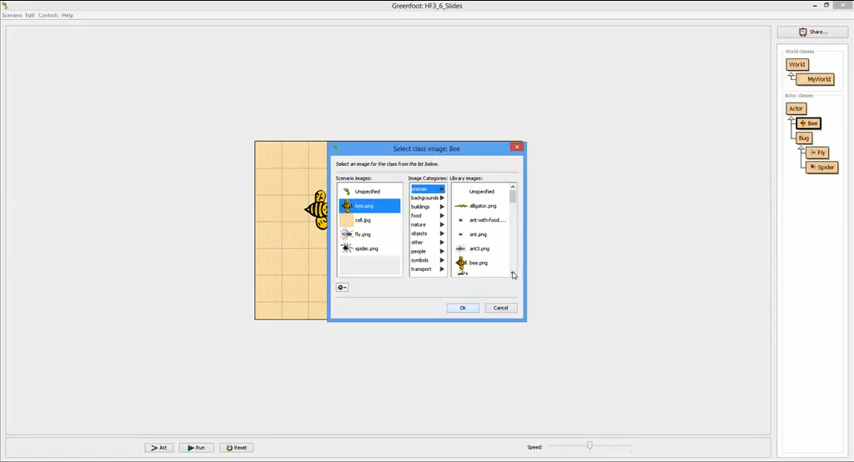 Greenfoot: HF3_6_Slides
Scenario Edit Controls Help
Share...
World classes
World
MyWorld
Actor classes
Actor
Bee
Bug
Fly
Spider
Select class image: Bee
Select an image for the class from the list below.
Scenario images:
Unspecified
bee.png
cell.jpg
fly.png
spider.png
Image Categories:
animals
backgrounds
buildings
food
nature
objects
other
people
symbols
transport
Library images:
Unspecified
alligator.png
ant-with-food....
ant.png
ant3.png
bee.png
Ok
Cancel
Act
Run
Reset
Speed: